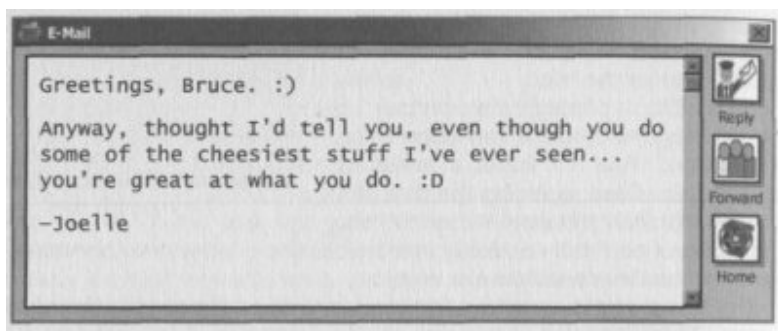 E-Mail
Greetings, Bruce. :)
Anyway, thought I'd tell you, even though you do
some of the cheesiest stuff I've ever seen...
you're great at what you do. :D
—Joelle
Reply
Forward
Home